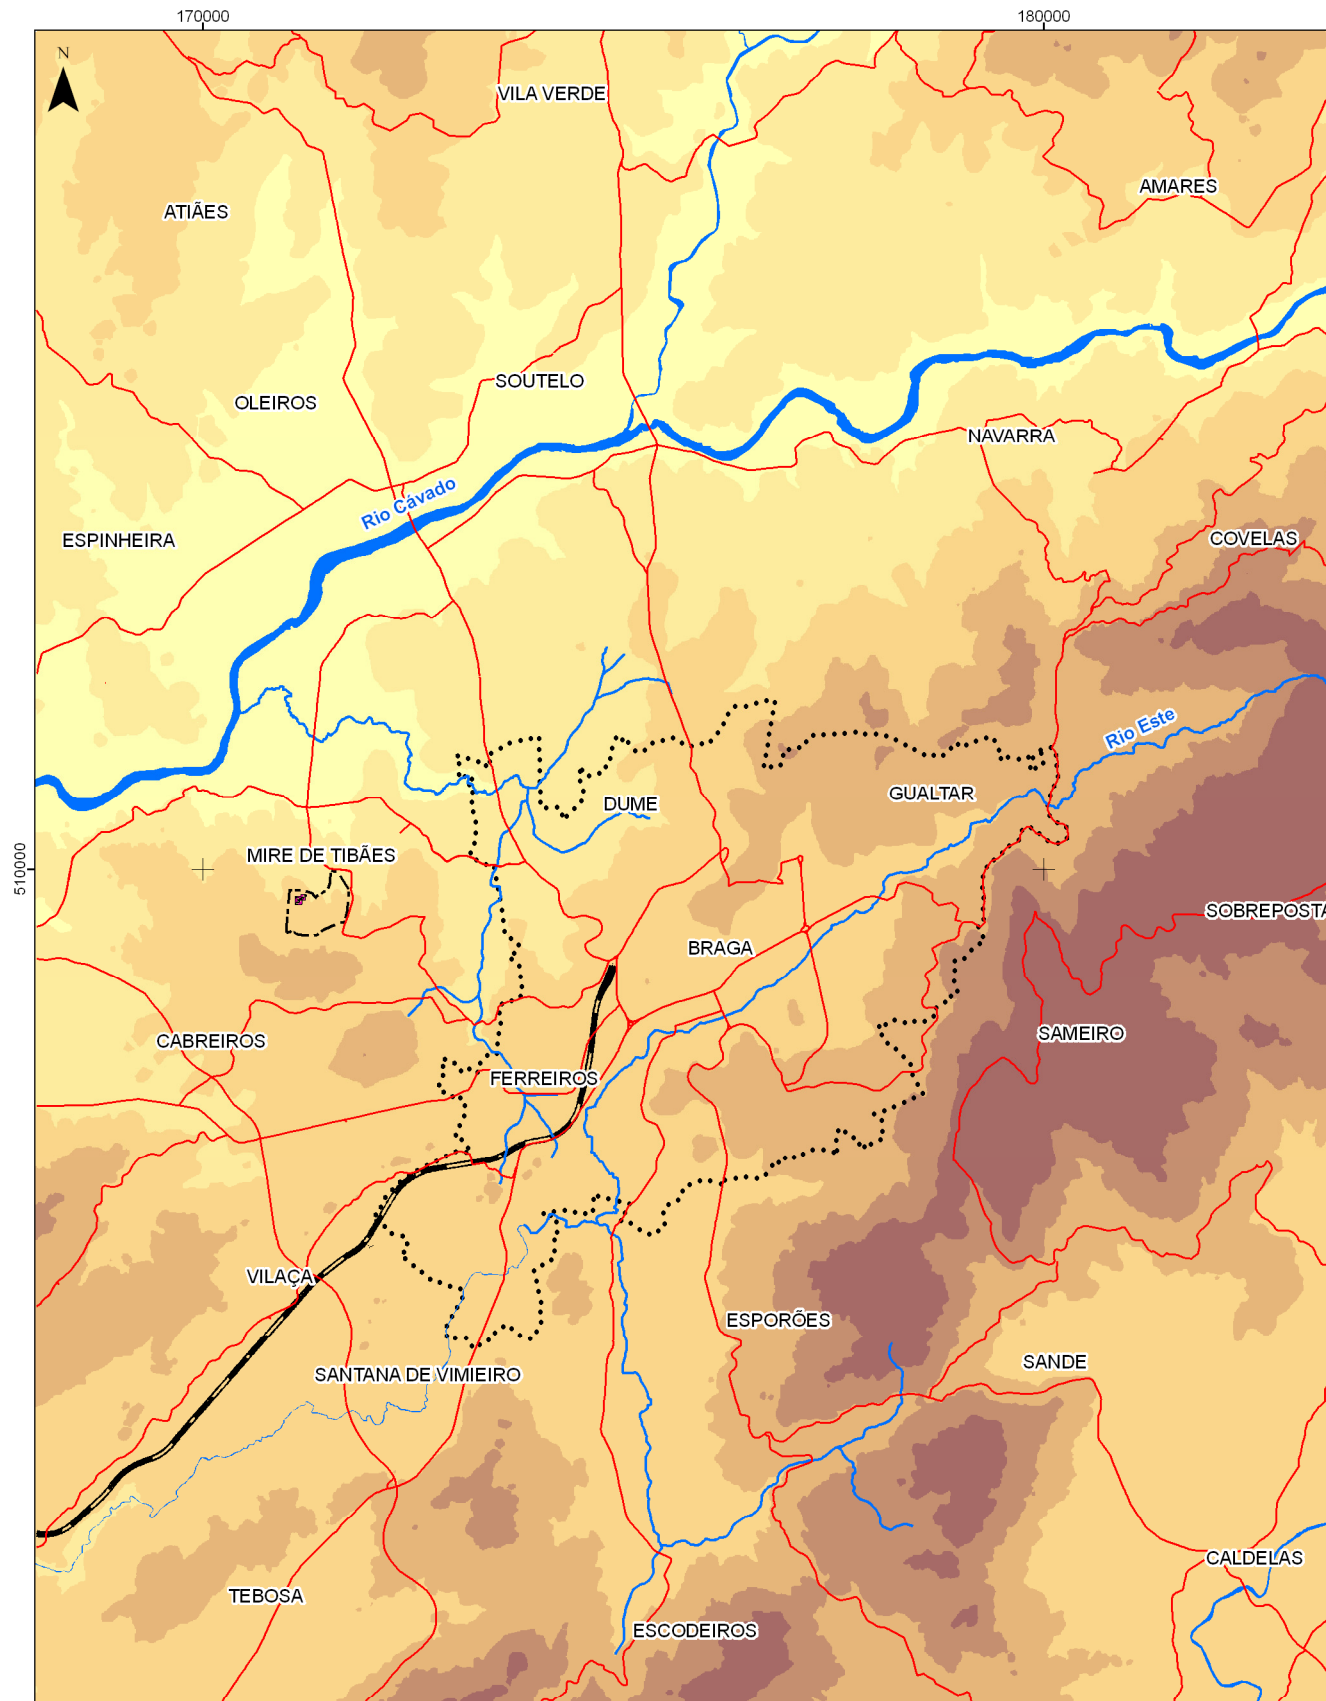 170000
180000
N
VILA VERDE
AMARES
ATIÃES
SOUTELO
OLEIROS
NAVARRA
Rio Cávado
ESPINHEIRA
COVELAS
Rio Este
GUALTAR
DUME
MIRE DE TIBÃES
510000
SOBREPOSTA
BRAGA
SAMEIRO
CABREIROS
FERREIROS
VILAÇA
ESPORÕES
SANDE
SANTANA DE VIMIEIRO
CALDELAS
TEBOSA
ESCODEIROS